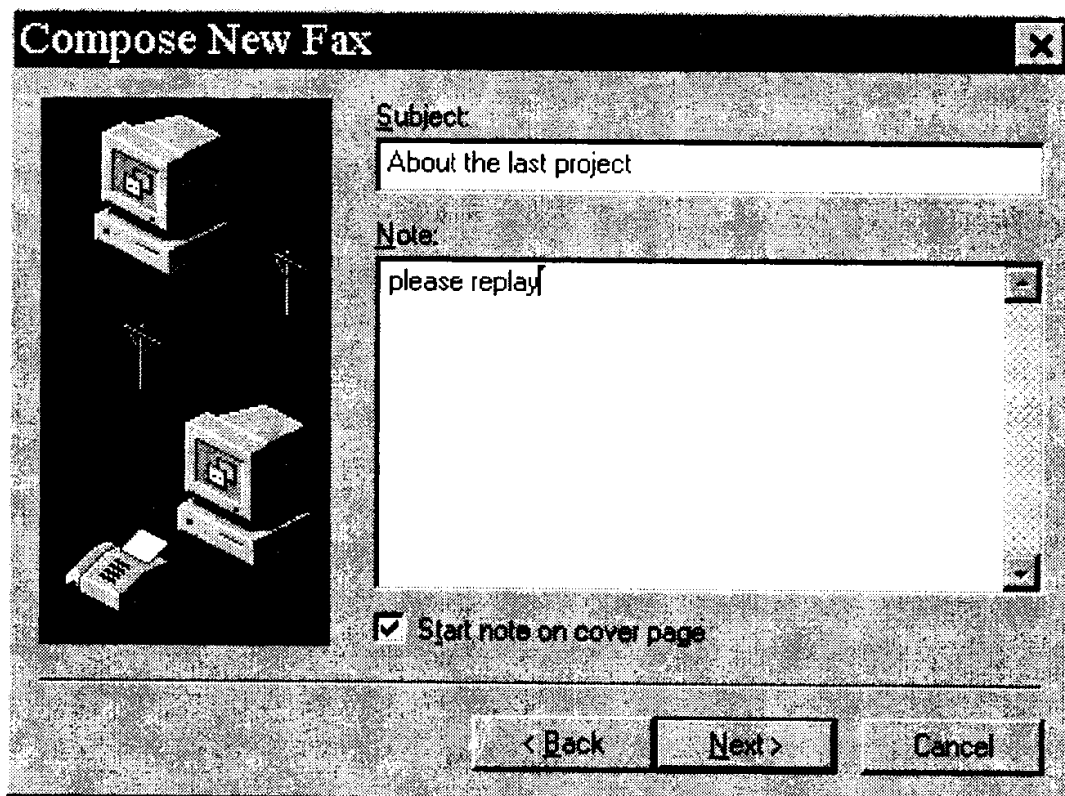 Compose New Fax
Subject:
About the last project
Note:
please replay
Start note on cover page
< Back
Next >
Cancel